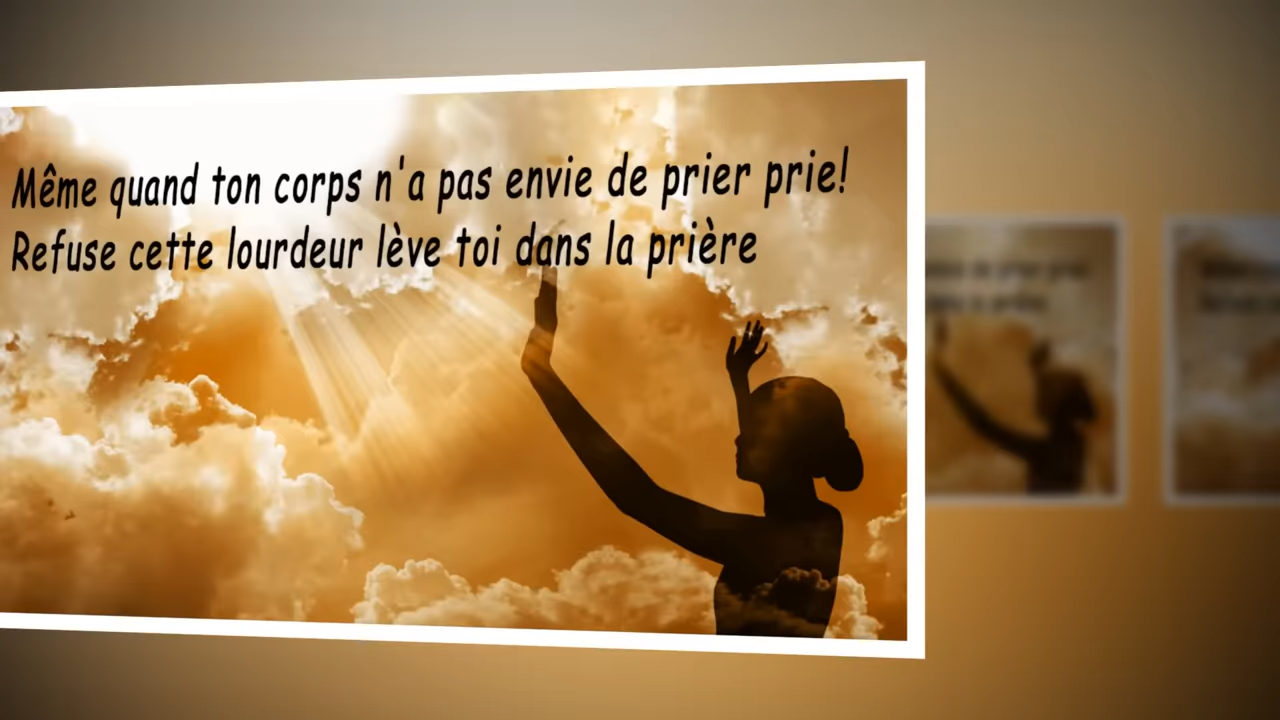 Même quand ton corps n'a pas envie de prier prie!
Refuse cette lourdeur lève toi dans la prière